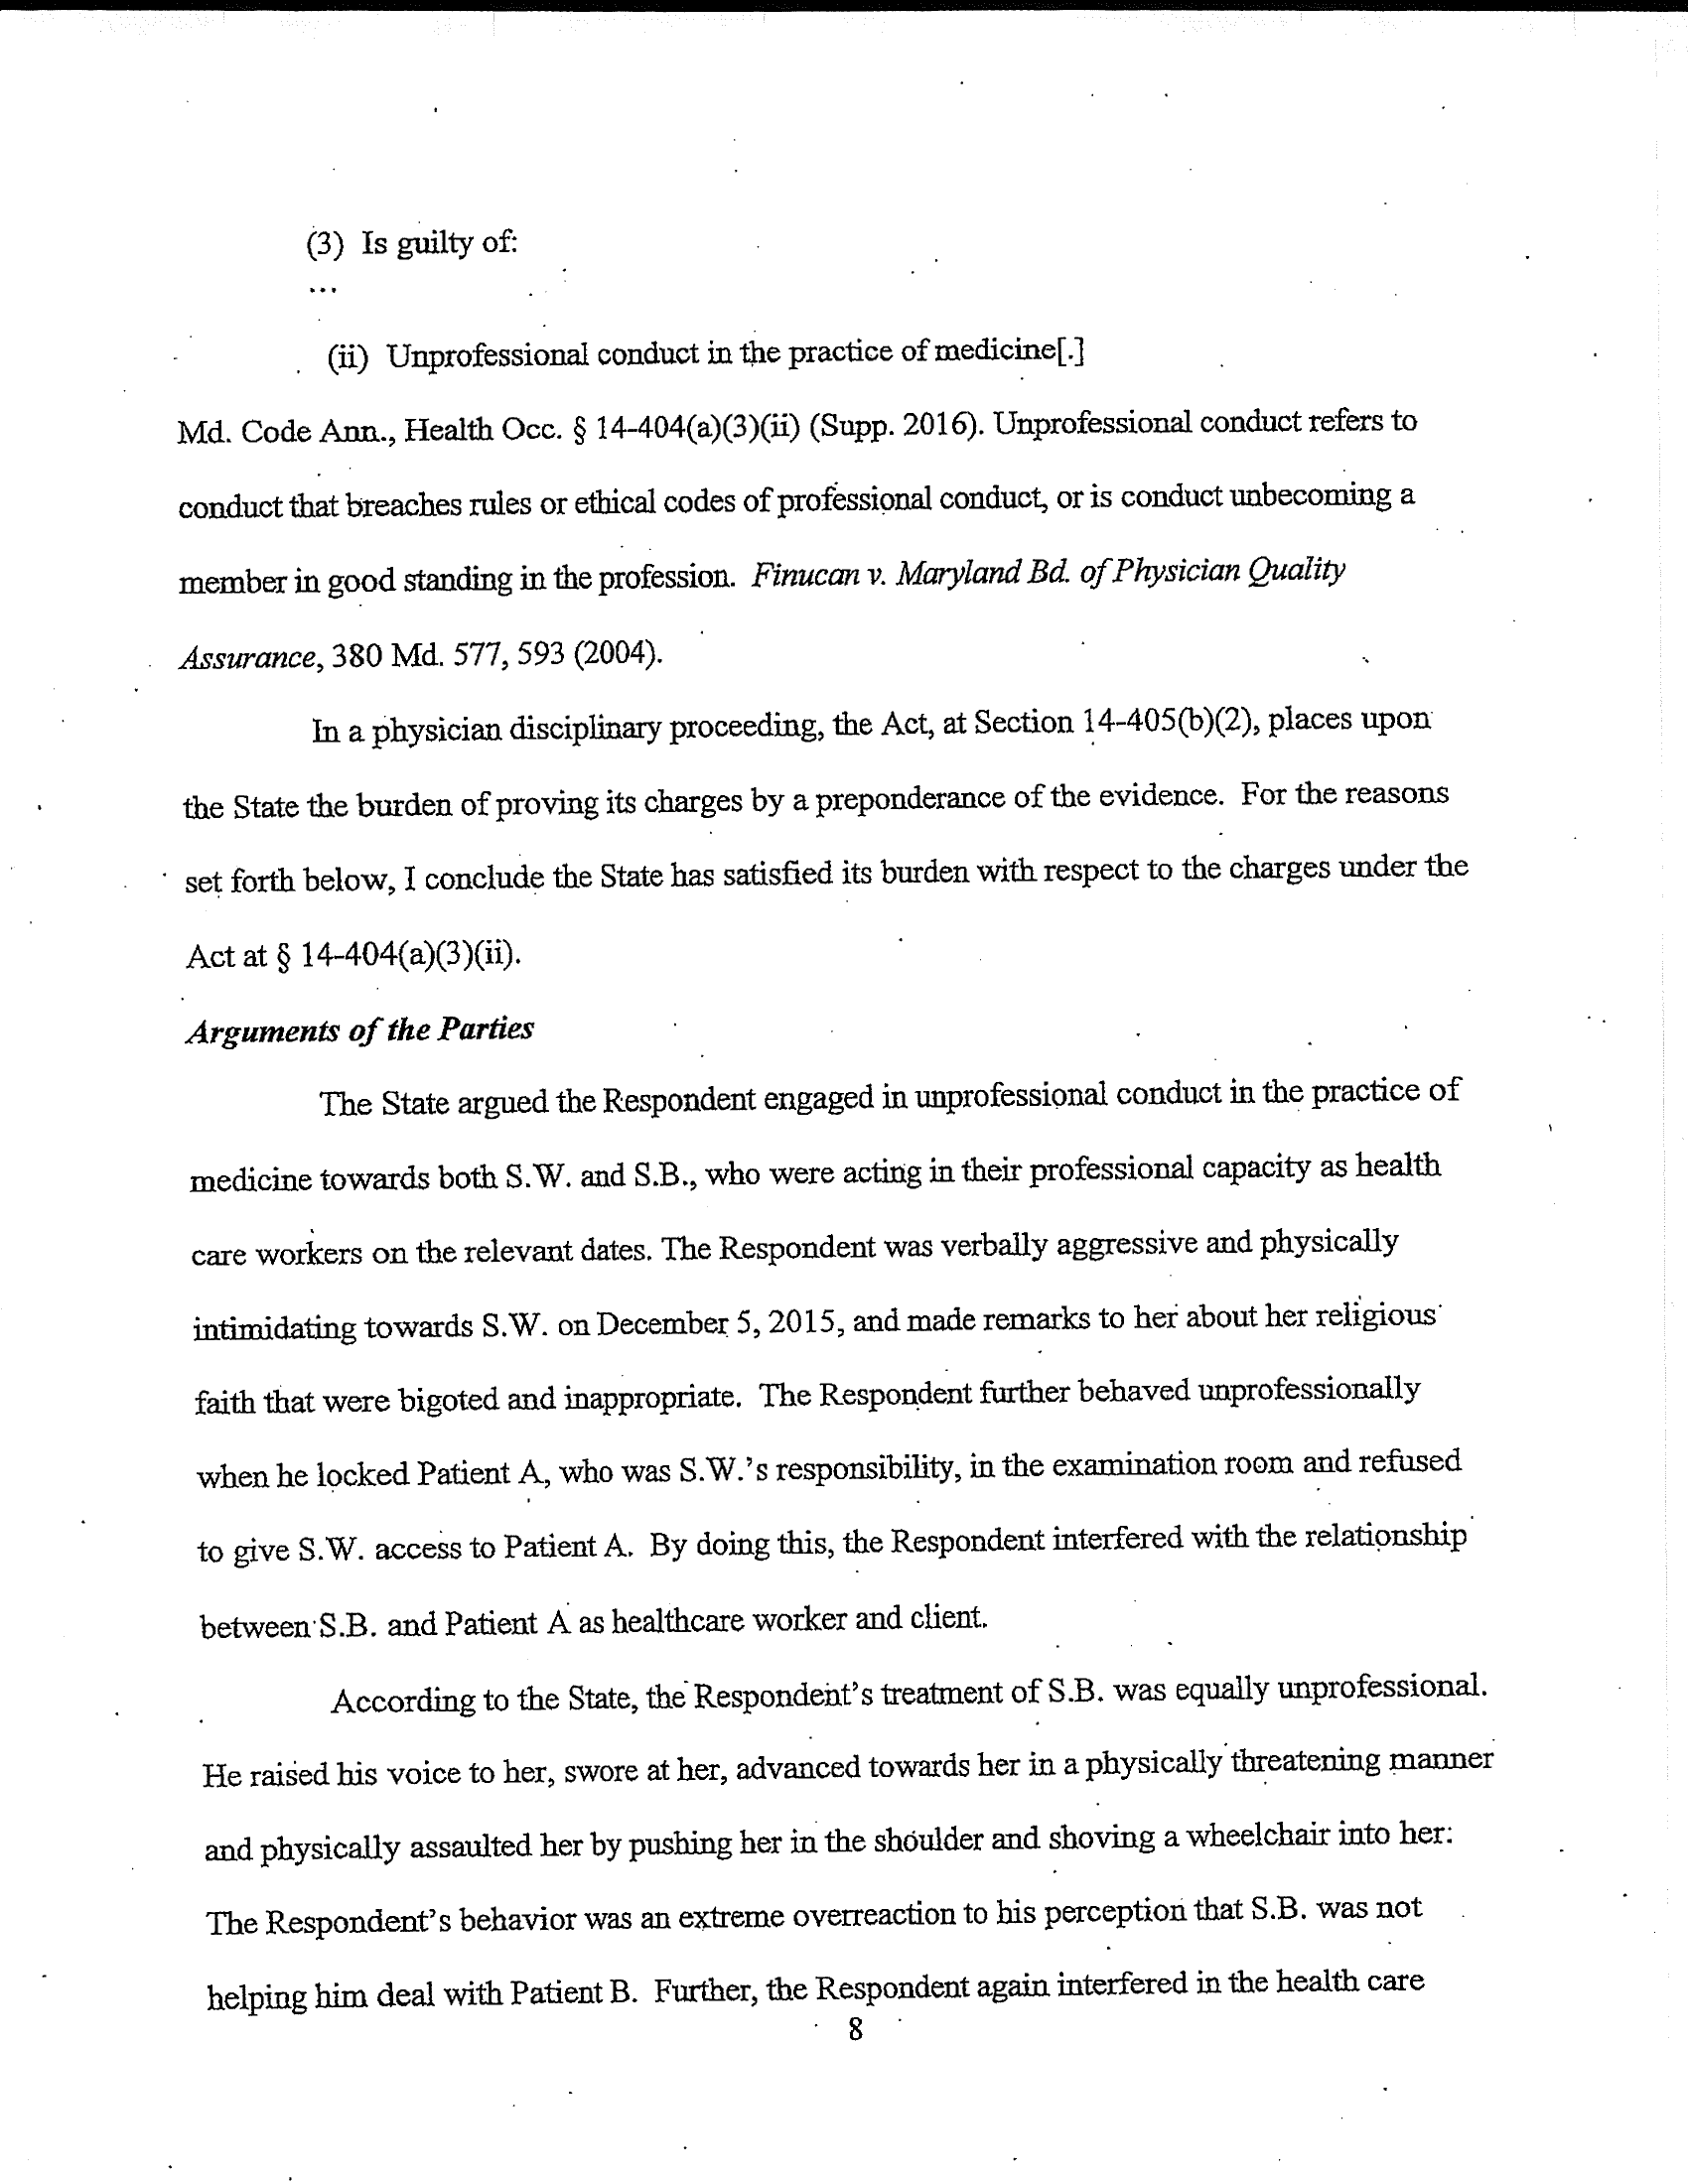 (3) Is guilty of:
...
(ii) Unprofessional conduct in the practice of medicine[.]
Md. Code Ann., Health Occ. § 14-404(a)(3)(ii) (Supp. 2016). Unprofessional conduct refers to
conduct that breaches rules or ethical codes of professional conduct, or is conduct unbecoming a
member in good standing in the profession. Finucan v. Maryland Bd. of Physician Quality
Assurance, 380 Md. 577, 593 (2004).
In a physician disciplinary proceeding, the Act, at Section 14-405(b)(2), places upon
the State the burden of proving its charges by a preponderance of the evidence. For the reasons
set forth below, I conclude the State has satisfied its burden with respect to the charges under the
Act at § 14-404(a)(3)(ii).
Arguments of the Parties
The State argued the Respondent engaged in unprofessional conduct in the practice of
medicine towards both S.W. and S.B., who were acting in their professional capacity as health
care workers on the relevant dates. The Respondent was verbally aggressive and physically
intimidating towards S.W. on December 5, 2015, and made remarks to her about her religious
faith that were bigoted and inappropriate. The Respondent further behaved unprofessionally
when he locked Patient A, who was S.W.'s responsibility, in the examination room and refused
to give S.W. access to Patient A. By doing this, the Respondent interfered with the relationship
between S.B. and Patient A as healthcare worker and client.
According to the State, the Respondent's treatment of S.B. was equally unprofessional.
He raised his voice to her, swore at her, advanced towards her in a physically threatening manner
and physically assaulted her by pushing her in the shoulder and shoving a wheelchair into her.
The Respondent's behavior was an extreme overreaction to his perception that S.B. was not
helping him deal with Patient B. Further, the Respondent again interfered in the health care
8